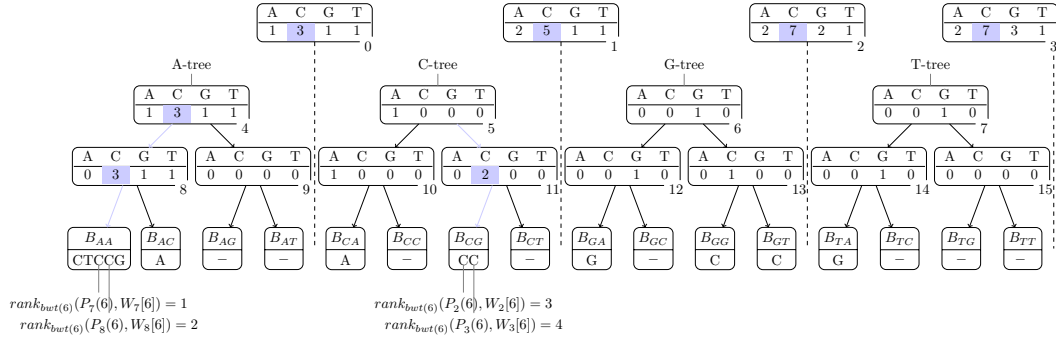 A C G T A C G T A C G T A C G T
1 3 1 1 2 5 1 1 2 7 2 1 2 7 3 1
0 1 2 3
A-tree C-tree G-tree T-tree
A C G T A C G T A C G T A C G T
1 3 1 1 1 0 0 0 0 0 1 0 0 0 1 0
4 5 6 7
A C G T A C G T A C G T A C G T A C G T A C G T A C G T A C G T
0 3 1 1 0 0 0 0 1 0 0 0 0 2 0 0 0 0 1 0 0 1 0 0 0 0 1 0 0 0 0 0
8 9 10 11 12 13 14 15
B_{AA} B_{AC} B_{AG} B_{AT} B_{CA} B_{CC} B_{CG} B_{CT} B_{GA} B_{GC} B_{GG} B_{GT} B_{TA} B_{TC} B_{TG} B_{TT}
CTCCG A − − A − CC − G − C C G − − −
rank_{bwt(6)}(P_7(6), W_7[6]) = 1 rank_{bwt(6)}(P_2(6), W_2[6]) = 3
rank_{bwt(6)}(P_8(6), W_8[6]) = 2 rank_{bwt(6)}(P_3(6), W_3[6]) = 4